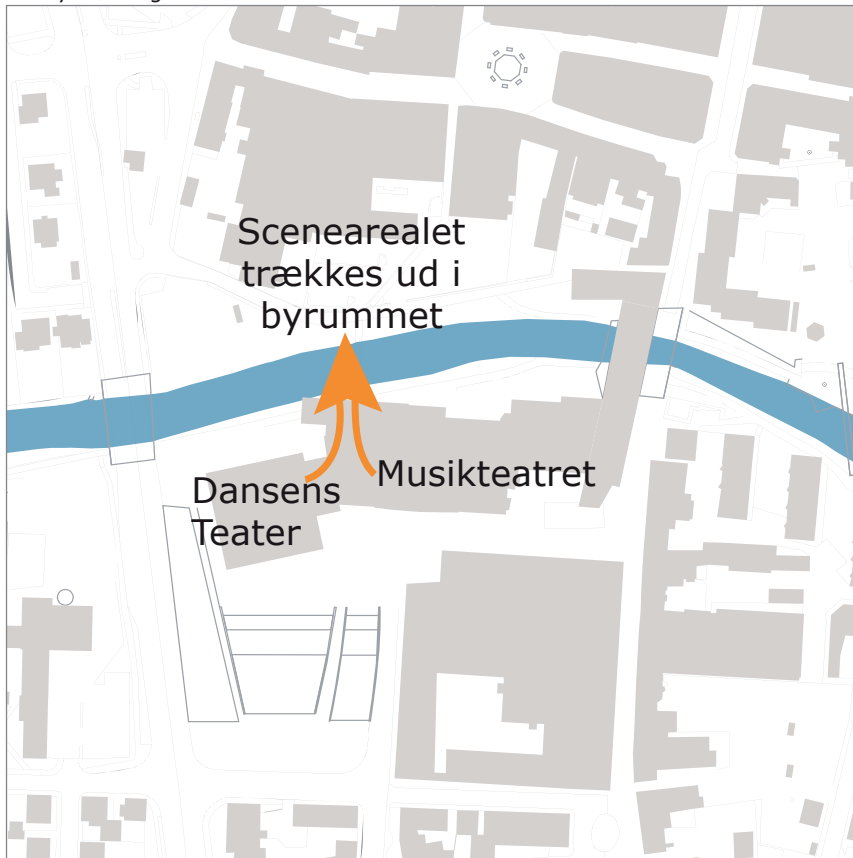 Scenearealet
trækkes ud i
byrummet
Musikteatret
Dansens
Teater